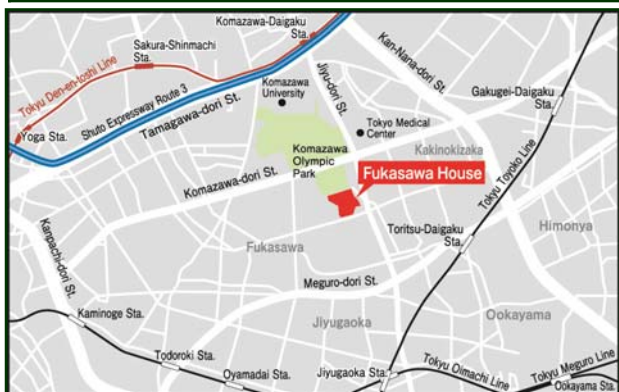 Komazawa-Daigaku
Sta.
Sakura-Shinmachi
Sta.
Kan-Nana-dori St.
Jiyu-dori St.
Komazawa
University
Gakugei-Daigaku
Sta.
Tokyu Den-en-toshi Line
Shuto Expressway Route 3
Tamagawa-dori St.
Tokyo Medical
Center
Yoga Sta.
Kakinokizaka
Komazawa
Olympic
Park
Fukasawa House
Komazawa-dori St.
Tokyu Toyoko Line
Kanpachi-dori St.
Fukasawa
Toritsu-Daigaku
Sta.
Himonya
Meguro-dori St.
Kaminoge Sta.
Jiyugaoka
Ookayama
Todoroki Sta.
Oyamadai Sta.
Jiyugaoka Sta.
Tokyu Oimachi Line
Tokyu Meguro Line
Ookayama Sta.